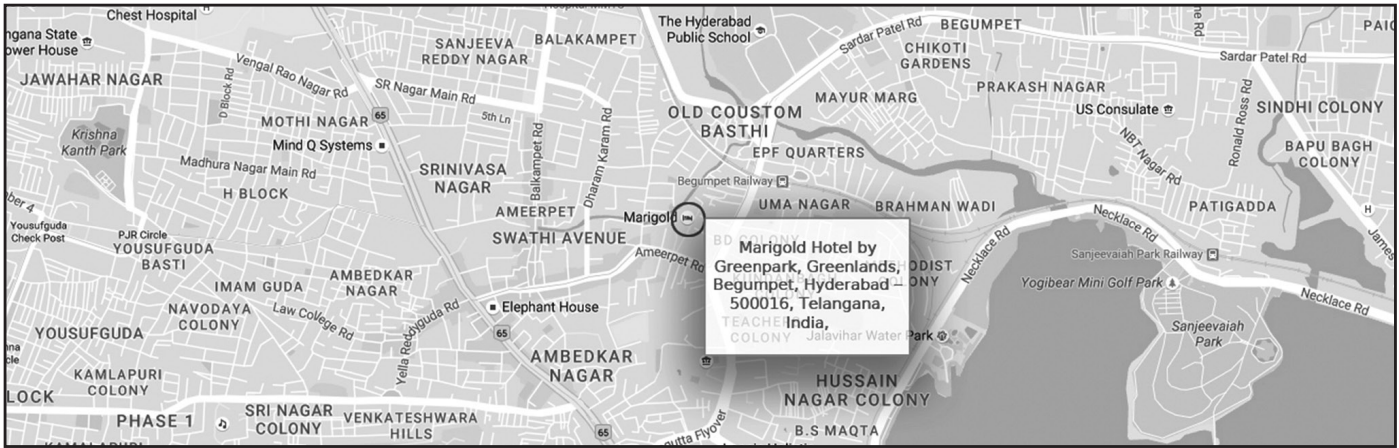 Chest Hospital
H
The Hyderabad
Public School
Sardar Patel Rd
BEGUMPET
ngana State
ower House
SANJEEVA
REDDY NAGAR
BALAKAMPET
CHIKOTI
GARDENS
Sardar Patel Rd
JAWAHAR NAGAR
Vengal Rao Nagar Rd
D Block Rd
SR Nagar Main Rd
MAYUR MARG
PRAKASH NAGAR
US Consulate
Ronald Ross Rd
SINDHI COLONY
65
MOTHI NAGAR
5th Ln
OLD COUSTOM
BASTHI
Krishna
Kanth Park
Mind Q Systems
Balkampet Rd
Dharam Karam Rd
EPF QUARTERS
NBT Nagar Rd
BAPU BAGH
COLONY
Madhura Nagar Main Rd
H BLOCK
SRINIVASA
NAGAR
Begumpet Railway
UMA NAGAR
BRAHMAN WADI
PATIGADDA
H
James
ber 4
AMEERPET
Marigold
Necklace Rd
Yousufguda
Check Post
PJR Circle
YOUSUFGUDA
BASTI
SWATHI AVENUE
Ameerpet Rd
BD COLONY
Marigold Hotel by
Greenpark, Greenlands,
Begumpet, Hyderabad –
500016, Telangana,
India,
Necklace Rd
Sanjeevaiah Park Railway
Yogibear Mini Golf Park
Necklace Rd
IMAM GUDA
AMBEDKAR
NAGAR
Elephant House
NAVODAYA
COLONY
Law College Rd
Yella Reddyguda Rd
65
TEACHER
COLONY
Jalavihar Water Park
Sanjeevaiah
Park
YOUSUFGUDA
AMBEDKAR
NAGAR
KAMLAPURI
COLONY
HUSSAIN
NAGAR COLONY
LOCK
PHASE 1
SRI NAGAR
COLONY
VENKATESHWARA
HILLS
65
utta Flyover
B.S MAQTA